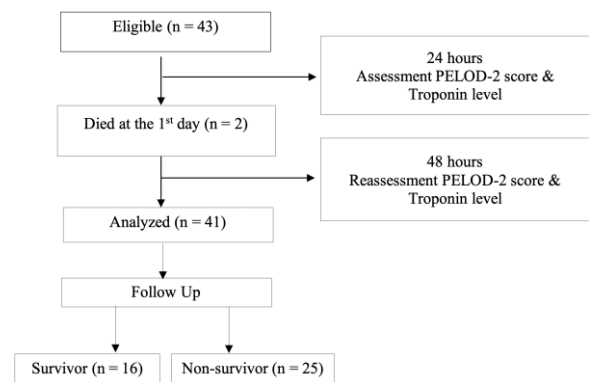 Eligible (n = 43)
24 hours
Assessment PELOD-2 score &
Troponin level
Died at the 1st day (n = 2)
48 hours
Reassessment PELOD-2 score &
Troponin level
Analyzed (n = 41)
Follow Up
Survivor (n = 16)
Non-survivor (n = 25)